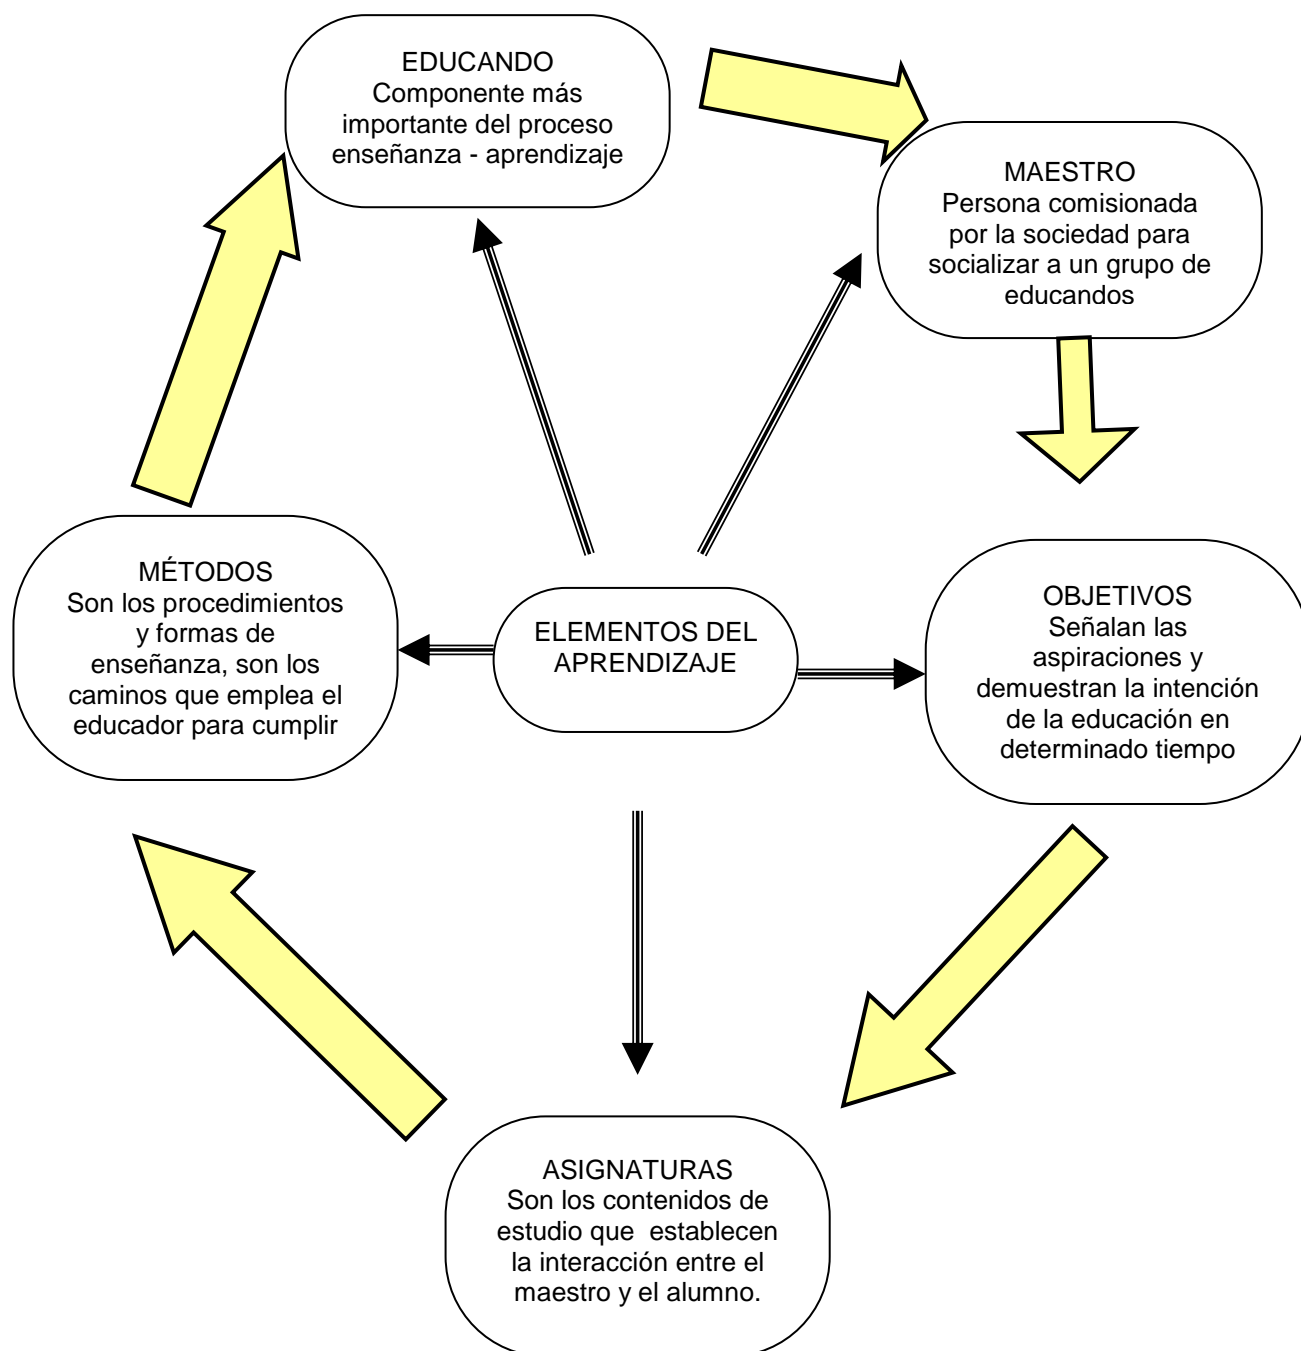 EDUCANDO
Componente más
importante del proceso
enseñanza - aprendizaje
MAESTRO
Persona comisionada
por la sociedad para
socializar a un grupo de
educandos
MÉTODOS
Son los procedimientos
y formas de
enseñanza, son los
caminos que emplea el
educador para cumplir
ELEMENTOS DEL
APRENDIZAJE
OBJETIVOS
Señalan las
aspiraciones y
demuestran la intención
de la educación en
determinado tiempo
ASIGNATURAS
Son los contenidos de
estudio que  establecen
la interacción entre el
maestro y el alumno.